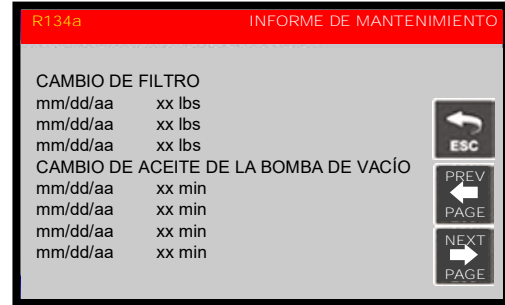 R134a INFORME DE MANTENIMIENTO
CAMBIO DE FILTRO
mm/dd/aa xx lbs
mm/dd/aa xx lbs
mm/dd/aa xx lbs
CAMBIO DE ACEITE DE LA BOMBA DE VACÍO
mm/dd/aa xx min
mm/dd/aa xx min
mm/dd/aa xx min
mm/dd/aa xx min
ESC
PREV
PAGE
NEXT
PAGE